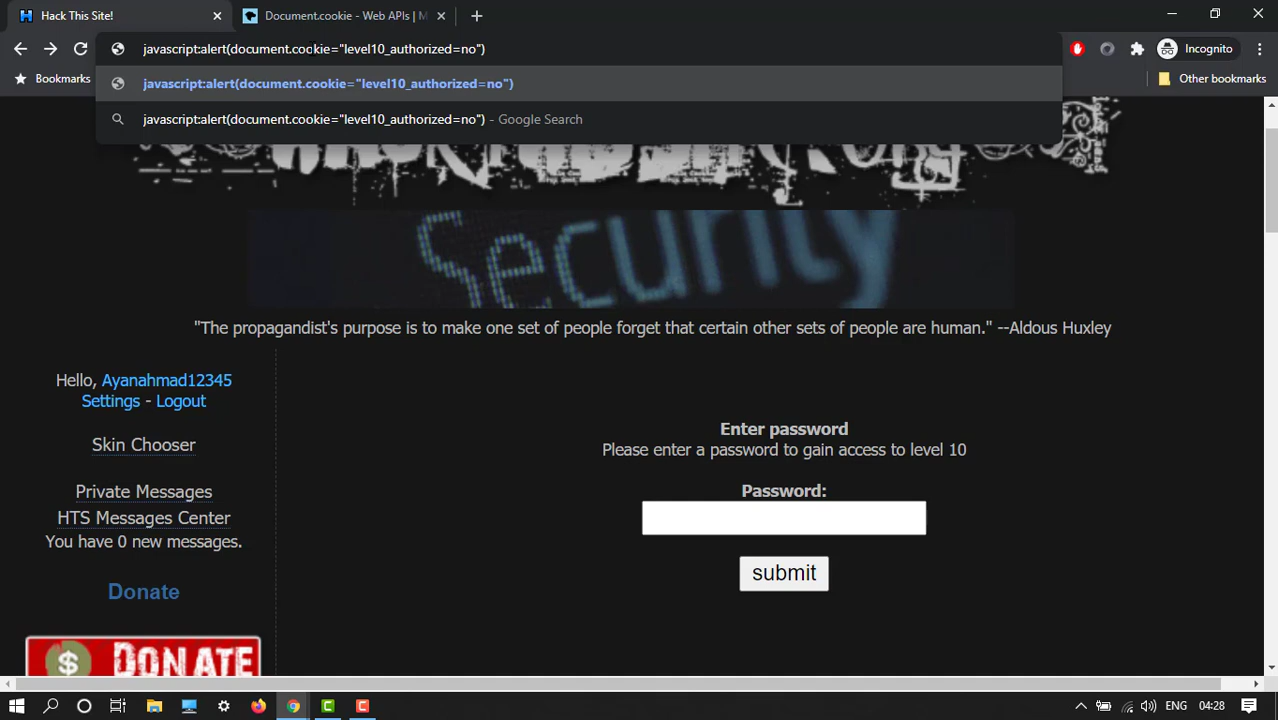 Hack This Site!
Document.cookie - Web APIs | M
javascript:alert(document.cookie="level10_authorized=no")
Incognito
Bookmarks
Other bookmarks
javascript:alert(document.cookie="level10_authorized=no")
javascript:alert(document.cookie="level10_authorized=no") - Google Search
Security
"The propagandist's purpose is to make one set of people forget that certain other sets of people are human." --Aldous Huxley
Hello, Ayanahmad12345
Settings - Logout
Skin Chooser
Private Messages
HTS Messages Center
You have 0 new messages.
Donate
$ DONATE
Enter password
Please enter a password to gain access to level 10
Password:
submit
ENG
04:28